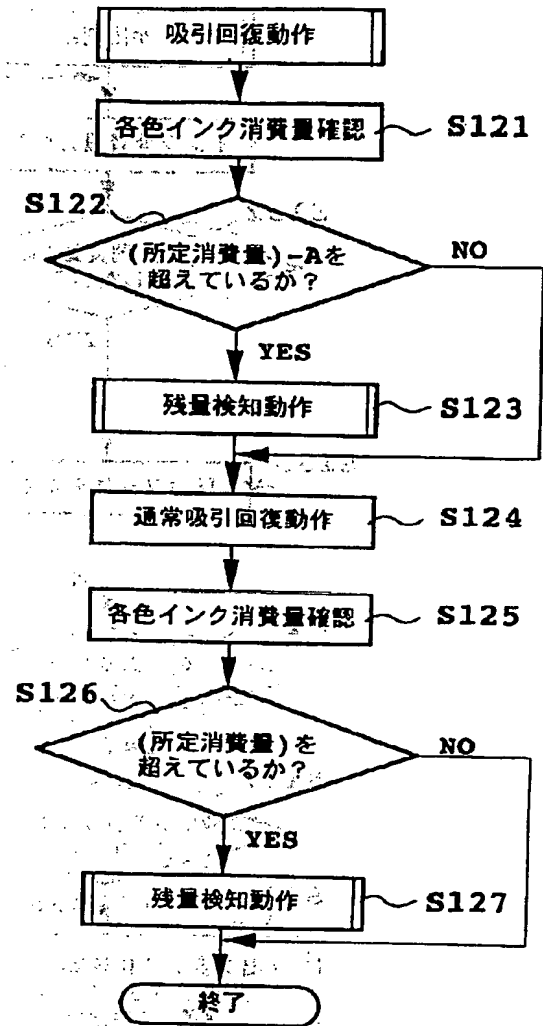 吸引回復動作
各色インク消費量確認
S121
S122
(所定消費量)-Aを
超えているか?
NO
YES
残量検知動作
S123
通常吸引回復動作
S124
各色インク消費量確認
S125
S126
(所定消費量)を
超えているか?
NO
YES
残量検知動作
S127
終了